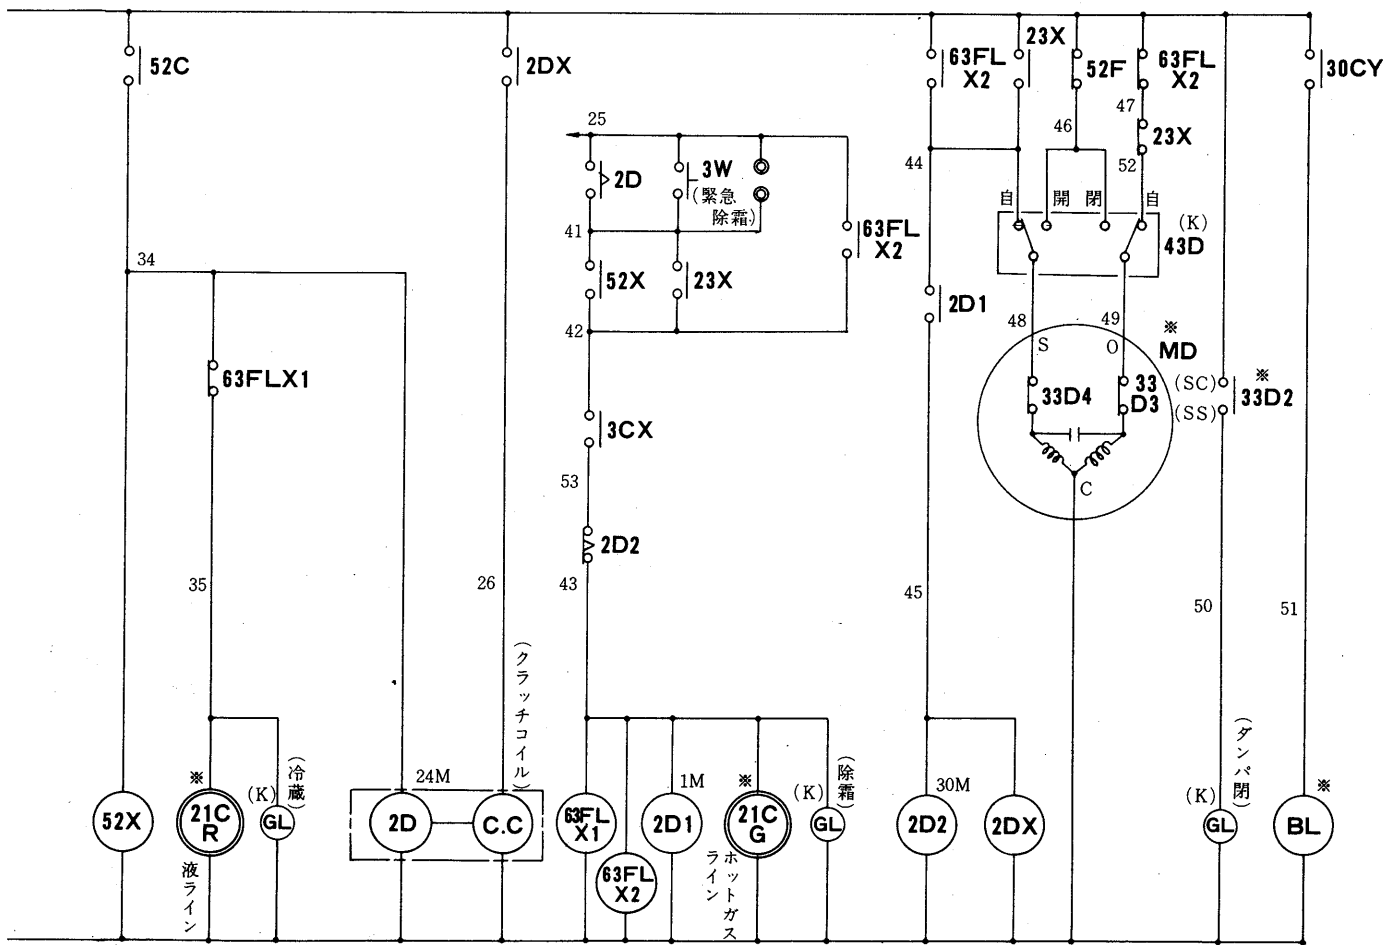 52C
2DX
63FL
X2
23X
52F
63FL
X2
30CY
25
47
46
23X
44
52
2D
3W
(緊急
除霜)
自
開
閉
自
(K)
43D
41
63FL
X2
34
52X
23X
2D1
42
48
49
※
MD
S
O
63FLX1
33D4
33
D3
(SC)
(SS)
※
33D2
3CX
C
53
2D2
35
26
43
45
50
51
(クラッチコイル)
(冷蔵)
(除霜)
(ダンパ閉)
※
24M
1M
※
30M
※
(K)
(K)
(K)
52X
21C
R
GL
2D
C.C
63FL
X1
2D1
21C
G
GL
2D2
2DX
GL
BL
63FL
X2
液ライン
ホットガス
ライン